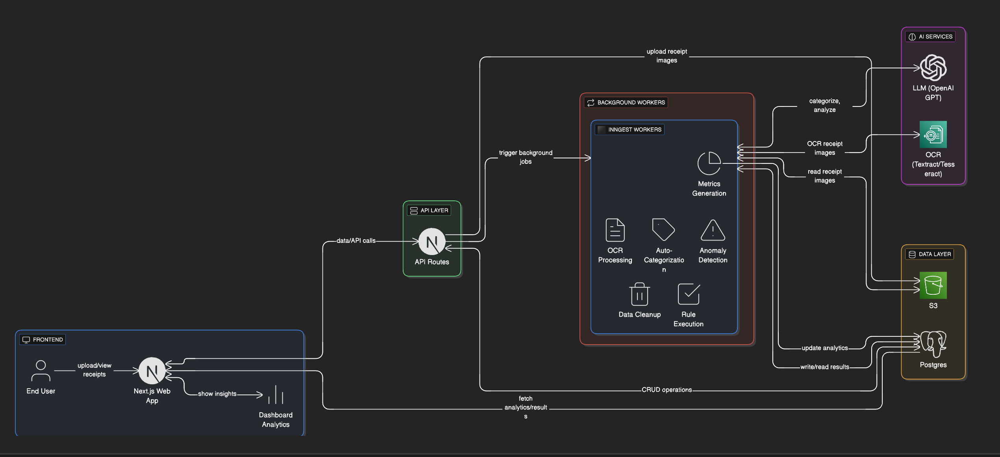 AI SERVICES
LLM (OpenAI
GPT)
OCR
(Textract/Tess
eract)
upload receipt
images
BACKGROUND WORKERS
INNGEST WORKERS
Metrics
Generation
OCR
Processing
Auto-
Categorizatio
n
Anomaly
Detection
Data Cleanup
Rule
Execution
categorize,
analyze
OCR receipt
images
read receipt
images
trigger background
jobs
API LAYER
API Routes
data/API calls
DATA LAYER
S3
Postgres
update analytics
write/read results
CRUD operations
fetch
analytics/result
s
FRONTEND
End User
upload/view
receipts
Next.js Web
App
show insights
Dashboard
Analytics